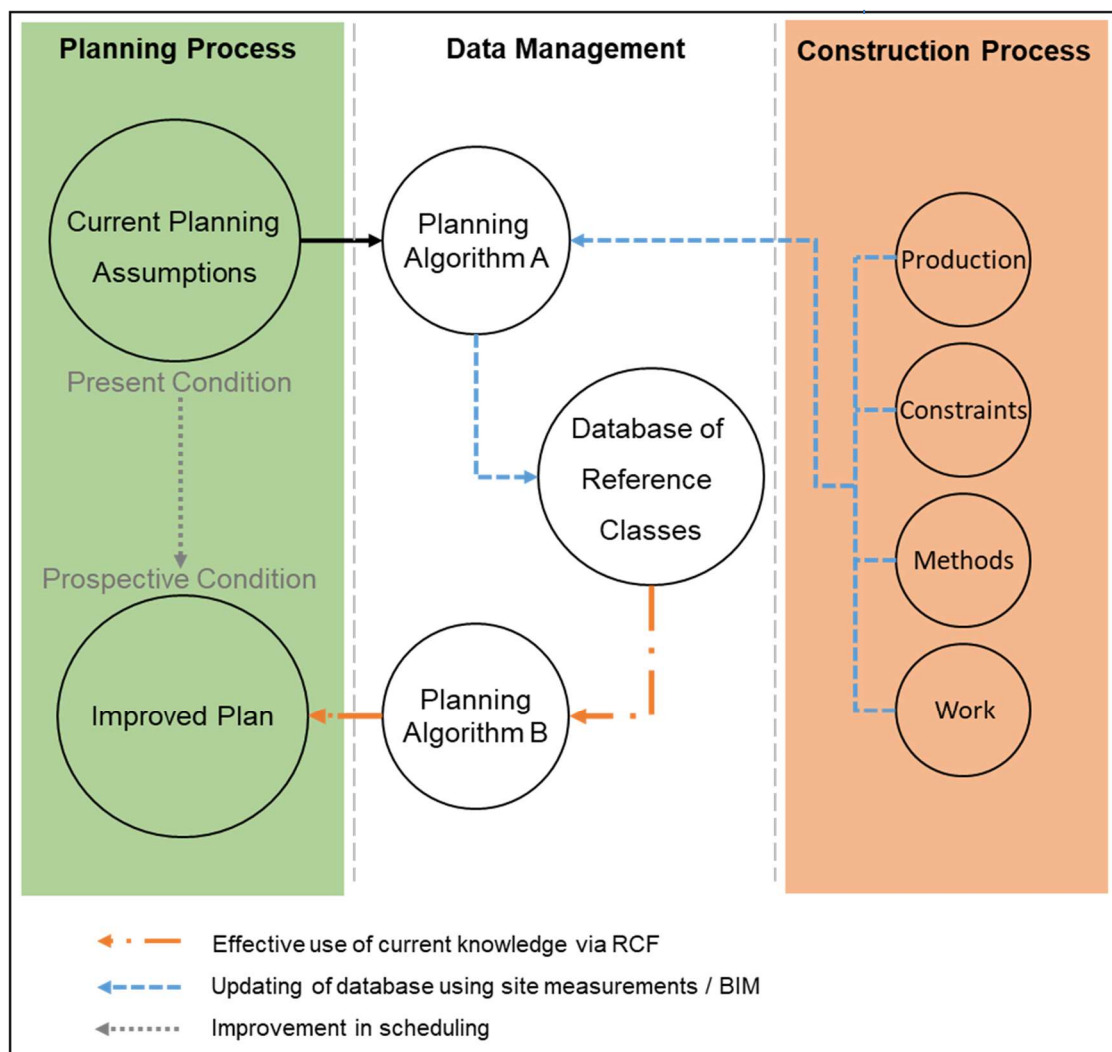 Planning Process
Data Management
Construction Process
Current Planning
Assumptions
Planning
Algorithm A
Production
Present Condition
Constraints
Database of
Reference
Classes
Methods
Prospective Condition
Improved Plan
Planning
Algorithm B
Work
Effective use of current knowledge via RCF
Updating of database using site measurements / BIM
Improvement in scheduling